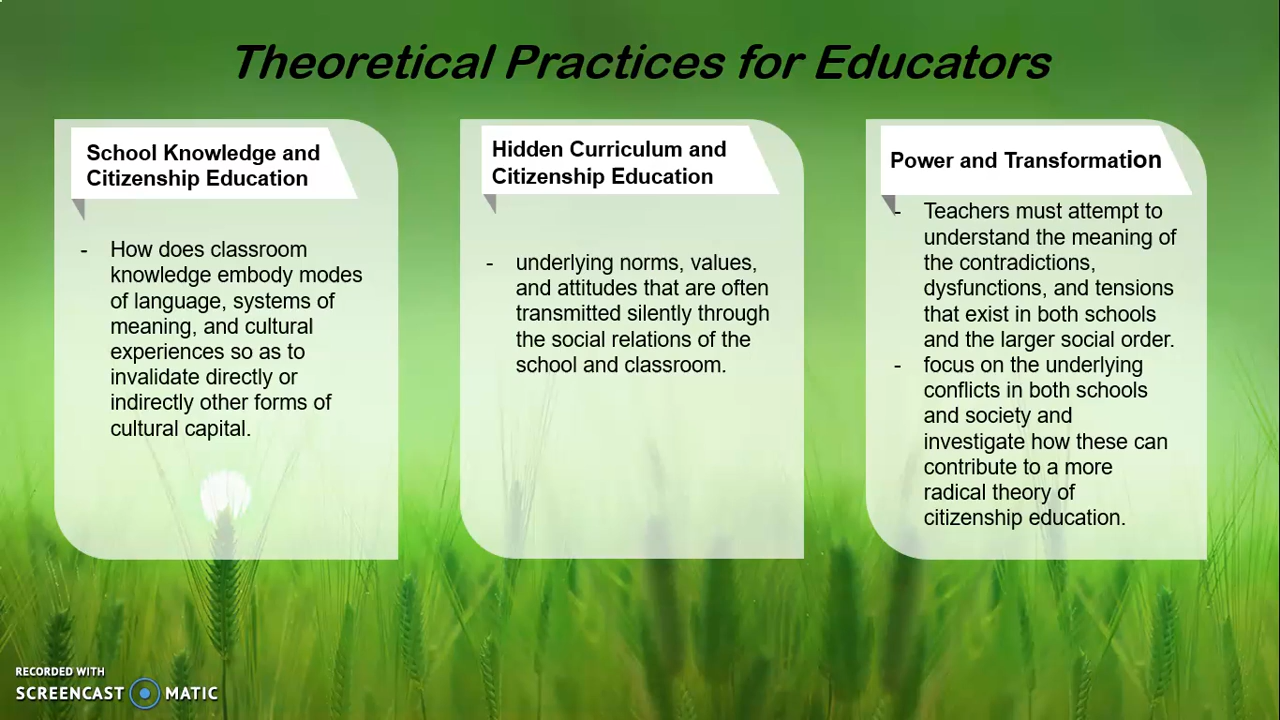 Theoretical Practices for Educators
School Knowledge and
Citizenship Education
- How does classroom
knowledge embody modes
of language, systems of
meaning, and cultural
experiences so as to
invalidate directly or
indirectly other forms of
cultural capital.
Hidden Curriculum and
Citizenship Education
- underlying norms, values,
and attitudes that are often
transmitted silently through
the social relations of the
school and classroom.
Power and Transformation
- Teachers must attempt to
understand the meaning of
the contradictions,
dysfunctions, and tensions
that exist in both schools
and the larger social order.
- focus on the underlying
conflicts in both schools
and society and
investigate how these can
contribute to a more
radical theory of
citizenship education.
RECORDED WITH
SCREENCAST MATIC